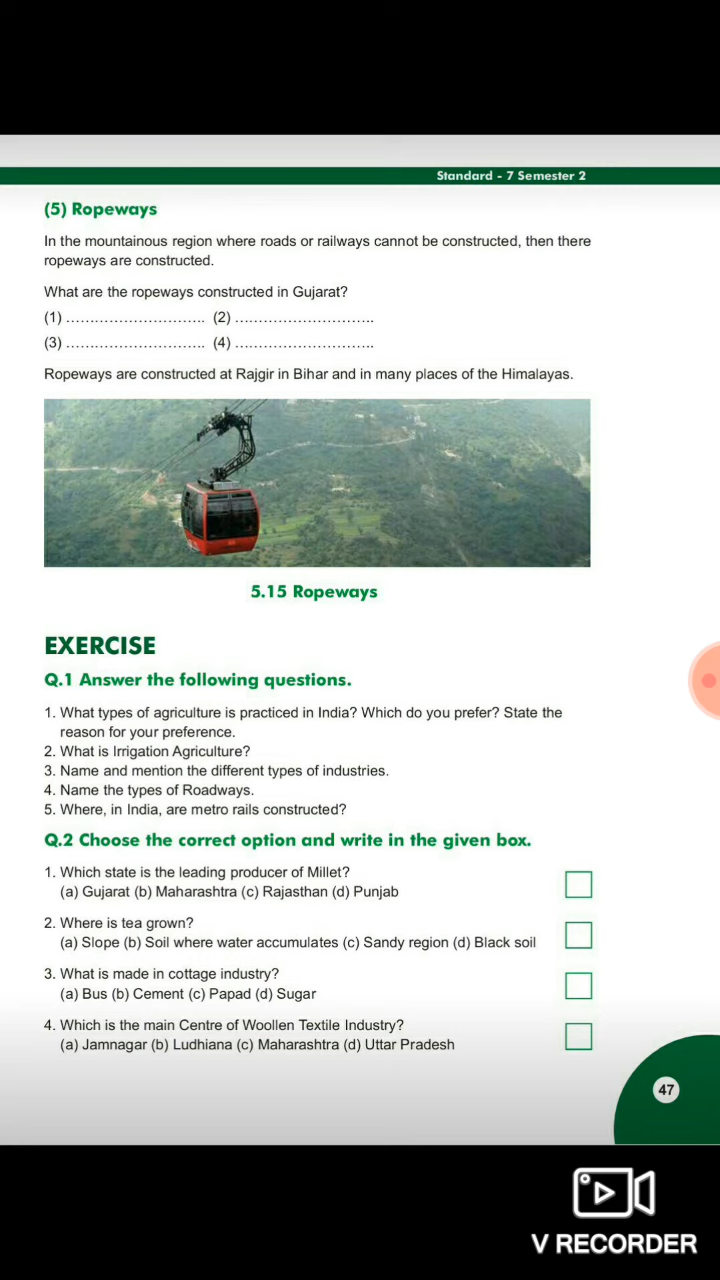 Standard - 7 Semester 2
(5) Ropeways
In the mountainous region where roads or railways cannot be constructed, then there
ropeways are constructed.
What are the ropeways constructed in Gujarat?
(1) ............................. (2) .............................
(3) ............................. (4) .............................
Ropeways are constructed at Rajgir in Bihar and in many places of the Himalayas.
5.15 Ropeways
EXERCISE
Q.1 Answer the following questions.
1. What types of agriculture is practiced in India? Which do you prefer? State the
reason for your preference.
2. What is Irrigation Agriculture?
3. Name and mention the different types of industries.
4. Name the types of Roadways.
5. Where, in India, are metro rails constructed?
Q.2 Choose the correct option and write in the given box.
1. Which state is the leading producer of Millet?
(a) Gujarat (b) Maharashtra (c) Rajasthan (d) Punjab
2. Where is tea grown?
(a) Slope (b) Soil where water accumulates (c) Sandy region (d) Black soil
3. What is made in cottage industry?
(a) Bus (b) Cement (c) Papad (d) Sugar
4. Which is the main Centre of Woollen Textile Industry?
(a) Jamnagar (b) Ludhiana (c) Maharashtra (d) Uttar Pradesh
47
V RECORDER